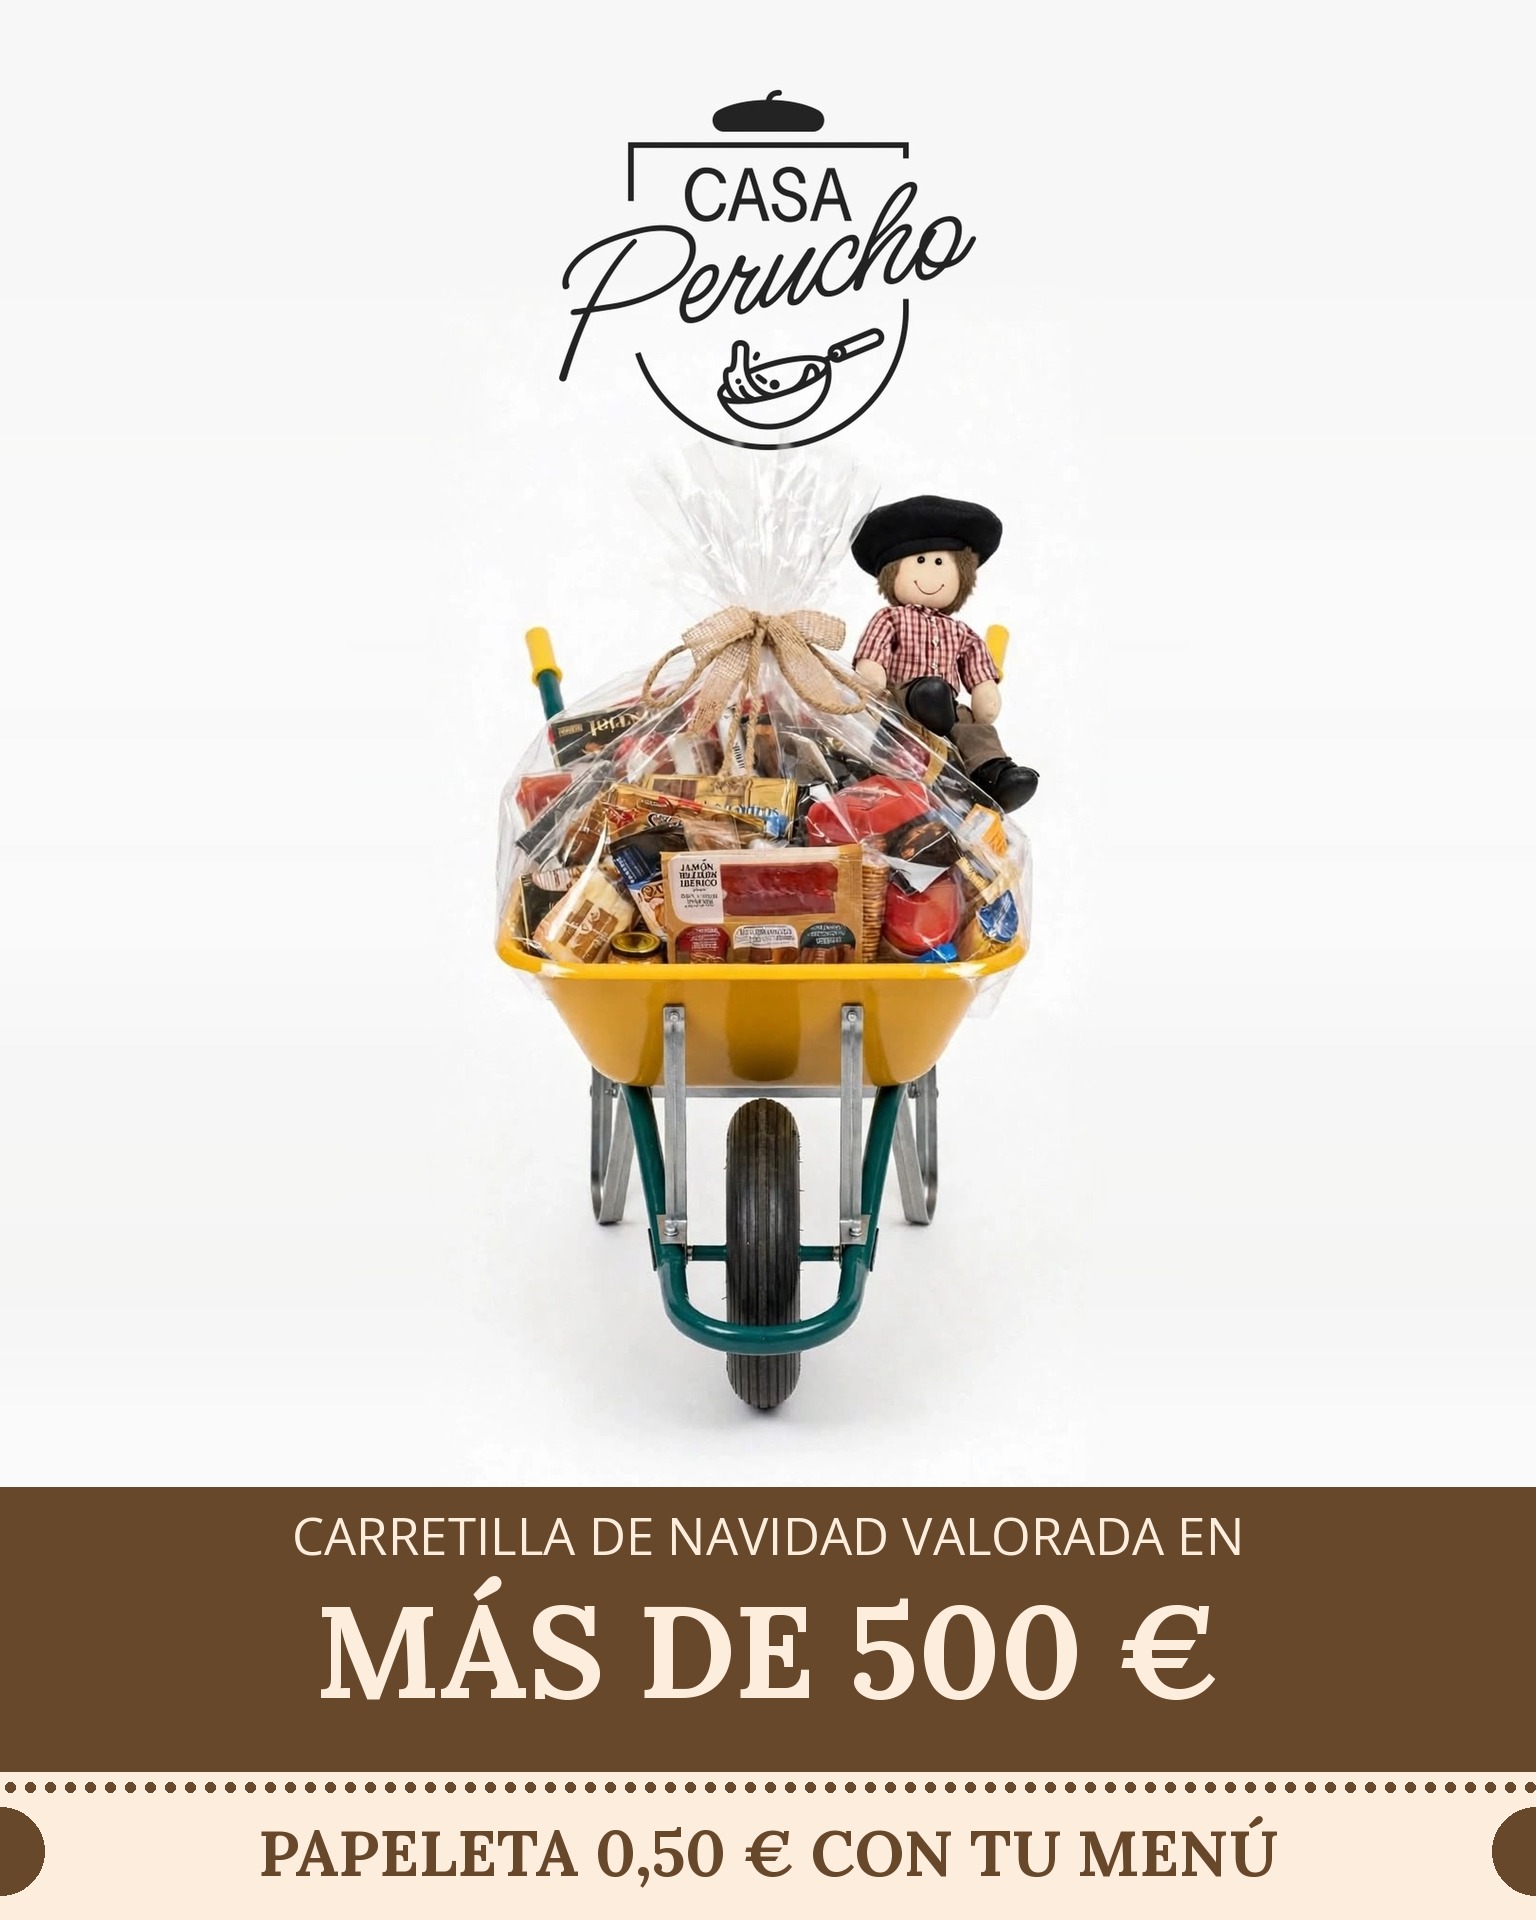 CASA
Perucho
JAMÓN
IBÉRICO
CARRETILLA DE NAVIDAD VALORADA EN
MÁS DE 500 €
PAPELETA 0,50 € CON TU MENÚ